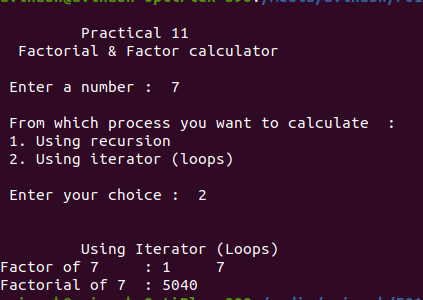 Practical 11
Factorial & Factor calculator
Enter a number : 7
From which process you want to calculate :
1. Using recursion
2. Using iterator (loops)
Enter your choice : 2
Using Iterator (Loops)
Factor of 7 : 1 7
Factorial of 7 : 5040